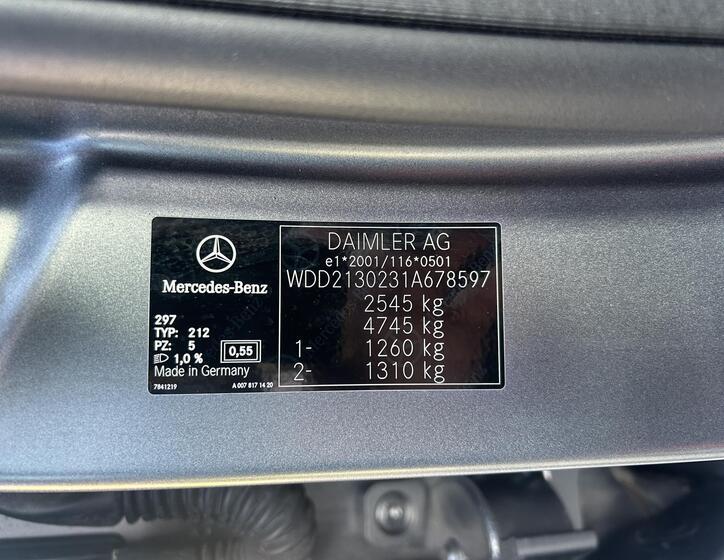 Mercedes-Benz
297
TYP: 212
PZ: 5
1,0 %
0,55
Made in Germany
7841219
A 007 817 14 20
DAIMLER AG
e1*2001/116*0501
WDD2130231A678597
2545 kg
4745 kg
1- 1260 kg
2- 1310 kg